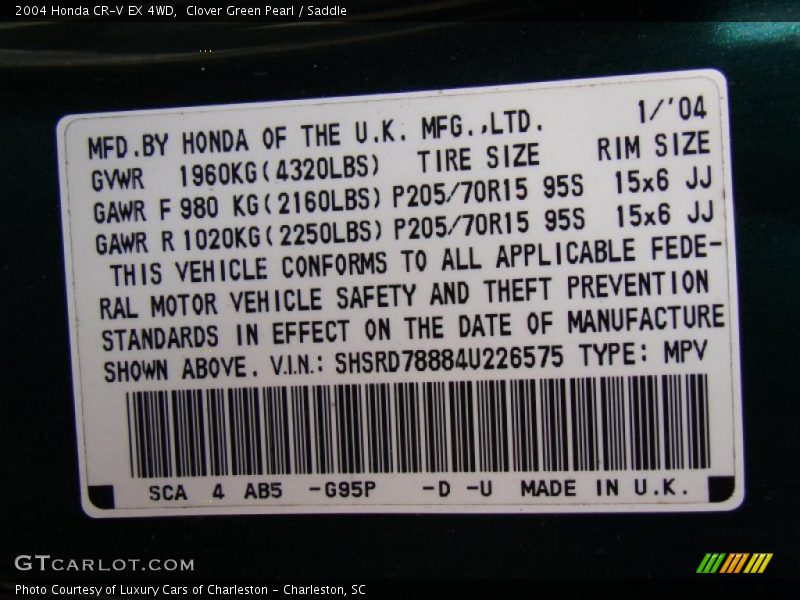 2004 Honda CR-V EX 4WD, Clover Green Pearl / Saddle
1/'04
MFD.BY HONDA OF THE U.K. MFG.,LTD.
GVWR 1960KG(4320LBS) TIRE SIZE RIM SIZE
GAWR F 980 KG(2160LBS) P205/70R15 95S 15x6 JJ
GAWR R 1020KG(2250LBS) P205/70R15 95S 15x6 JJ
THIS VEHICLE CONFORMS TO ALL APPLICABLE FEDE-
RAL MOTOR VEHICLE SAFETY AND THEFT PREVENTION
STANDARDS IN EFFECT ON THE DATE OF MANUFACTURE
SHOWN ABOVE. V.I.N.: SHSRD78884U226575 TYPE: MPV
SCA 4 AB5 -G95P -D -U MADE IN U.K.
GTCARLOT.COM
Photo Courtesy of Luxury Cars of Charleston - Charleston, SC